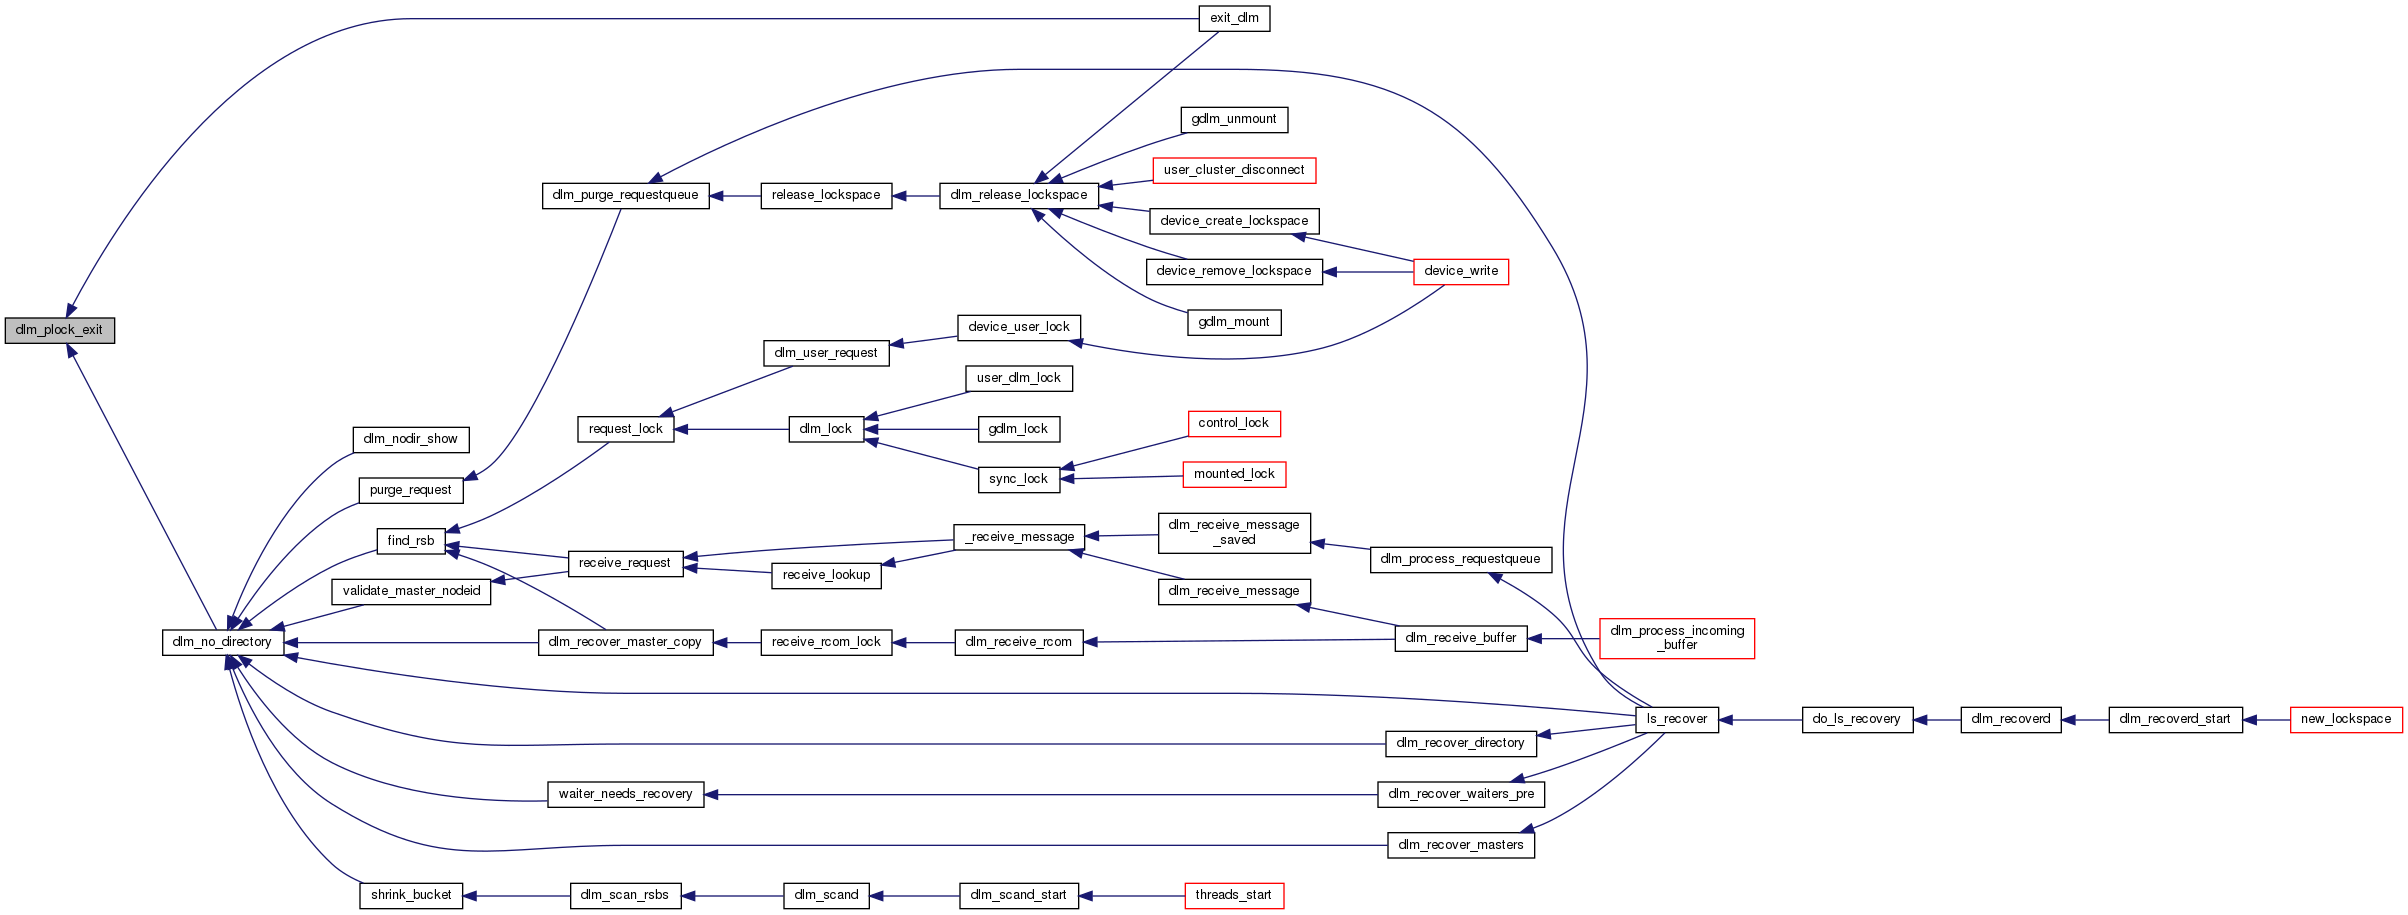 exit_dlm
gdlm_unmount
user_cluster_disconnect
dlm_purge_requestqueue
release_lockspace
dlm_release_lockspace
device_create_lockspace
device_remove_lockspace
device_write
gdlm_mount
dlm_plock_exit
device_user_lock
dlm_user_request
user_dlm_lock
request_lock
dlm_lock
gdlm_lock
control_lock
dlm_nodir_show
sync_lock
mounted_lock
purge_request
find_rsb
_receive_message
dlm_receive_message
_saved
receive_request
receive_lookup
dlm_process_requestqueue
validate_master_nodeid
dlm_receive_message
dlm_no_directory
dlm_recover_master_copy
receive_rcom_lock
dlm_receive_rcom
dlm_receive_buffer
dlm_process_incoming
_buffer
ls_recover
do_ls_recovery
dlm_recoverd
dlm_recoverd_start
new_lockspace
dlm_recover_directory
waiter_needs_recovery
dlm_recover_waiters_pre
dlm_recover_masters
shrink_bucket
dlm_scan_rsbs
dlm_scand
dlm_scand_start
threads_start